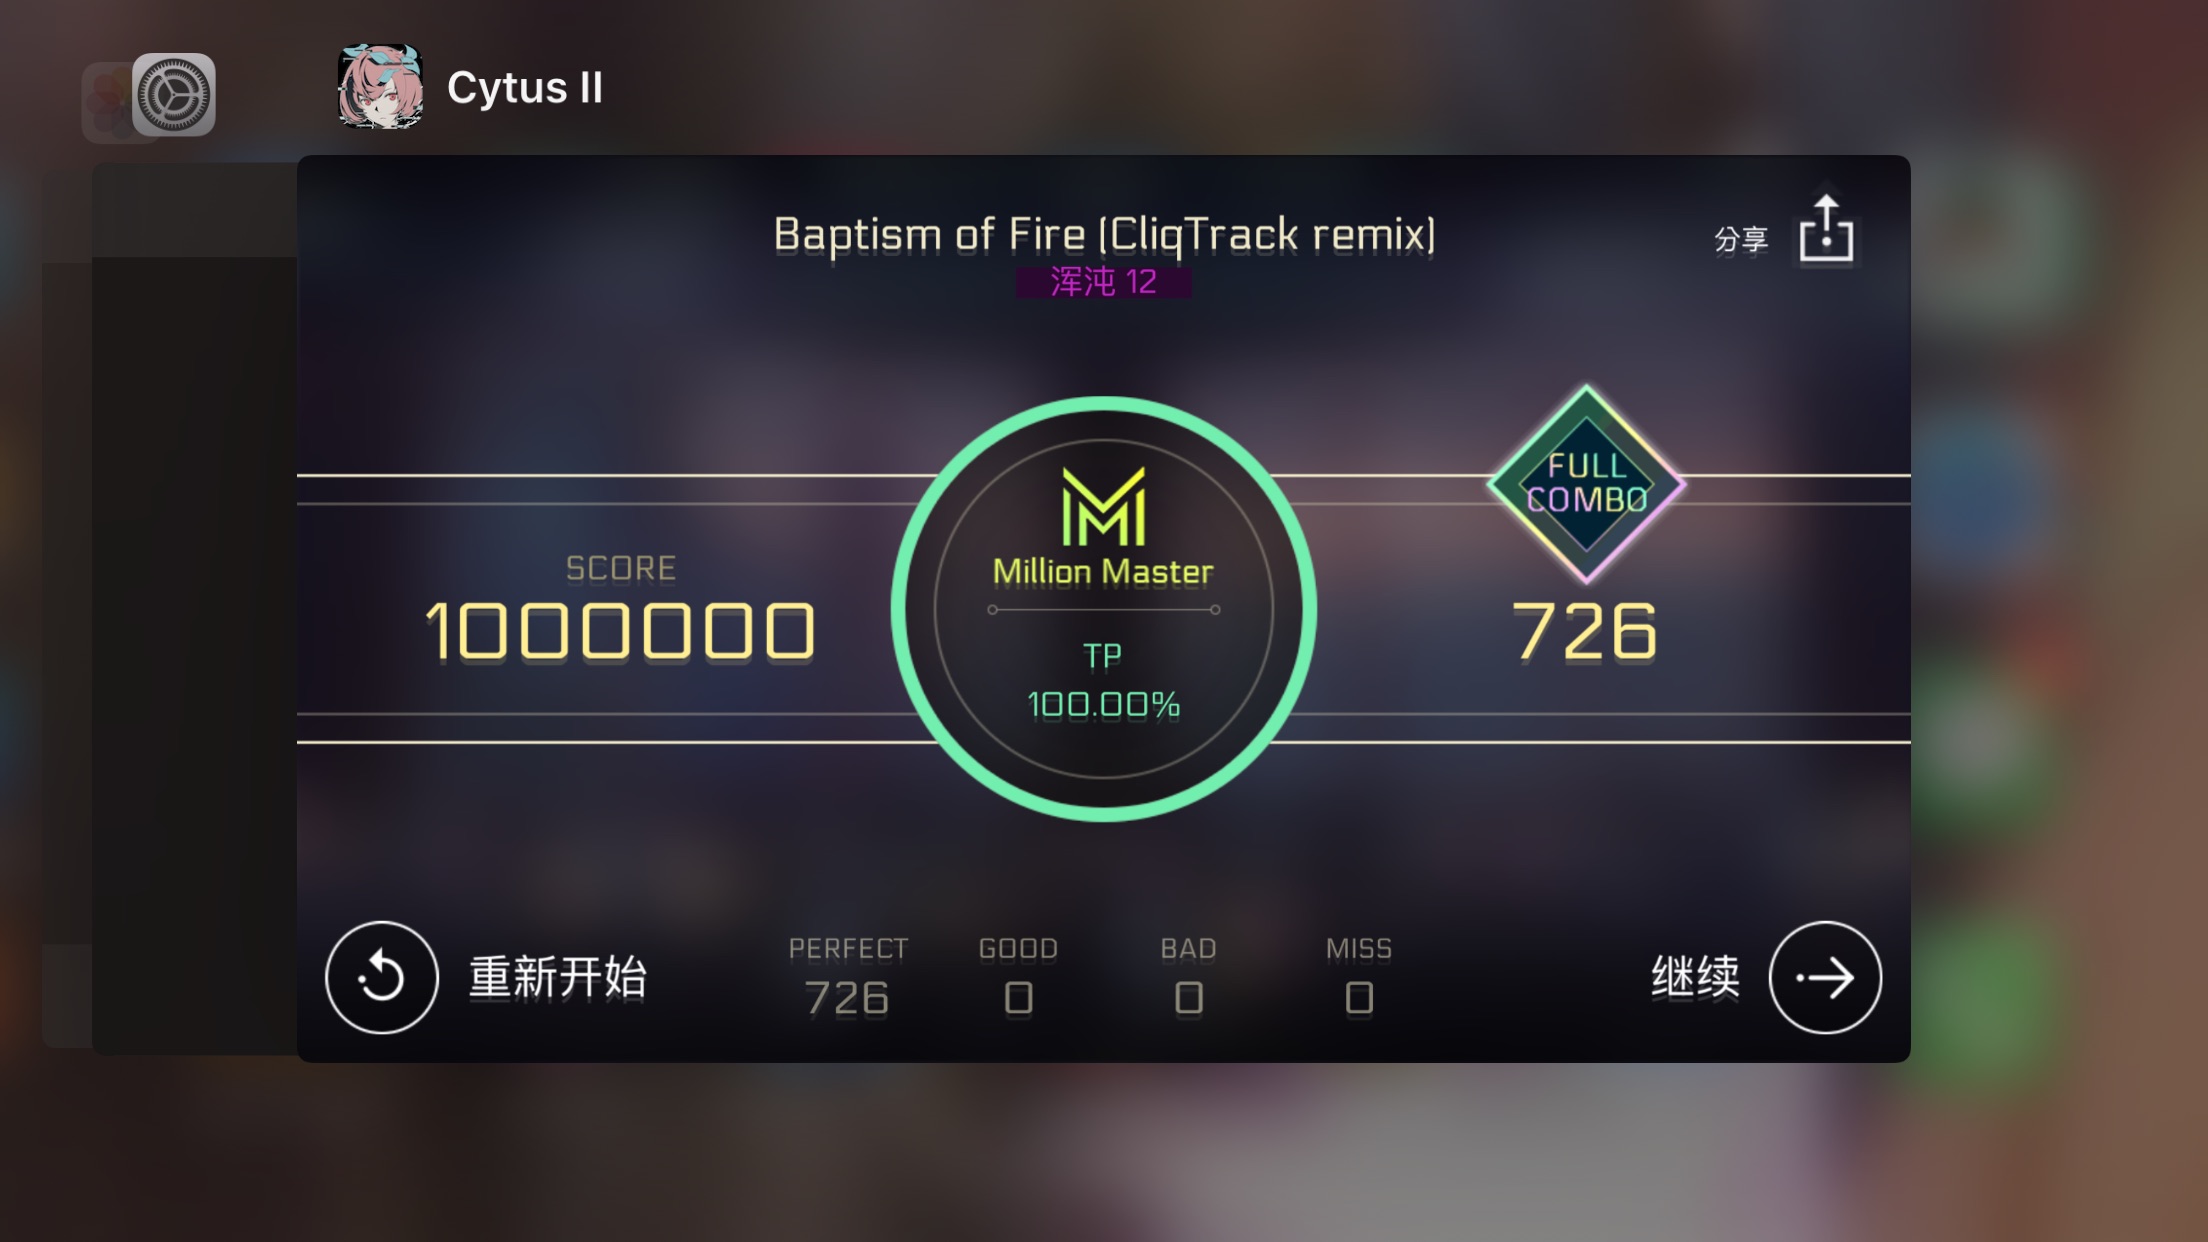 Cytus II
Baptism of Fire (CliqTrack remix)
浑沌 12
分享
FULL
COMBO
Million Master
SCORE
1000000
726
TP
100.00%
重新开始
PERFECT
726
GOOD
0
BAD
0
MISS
0
继续